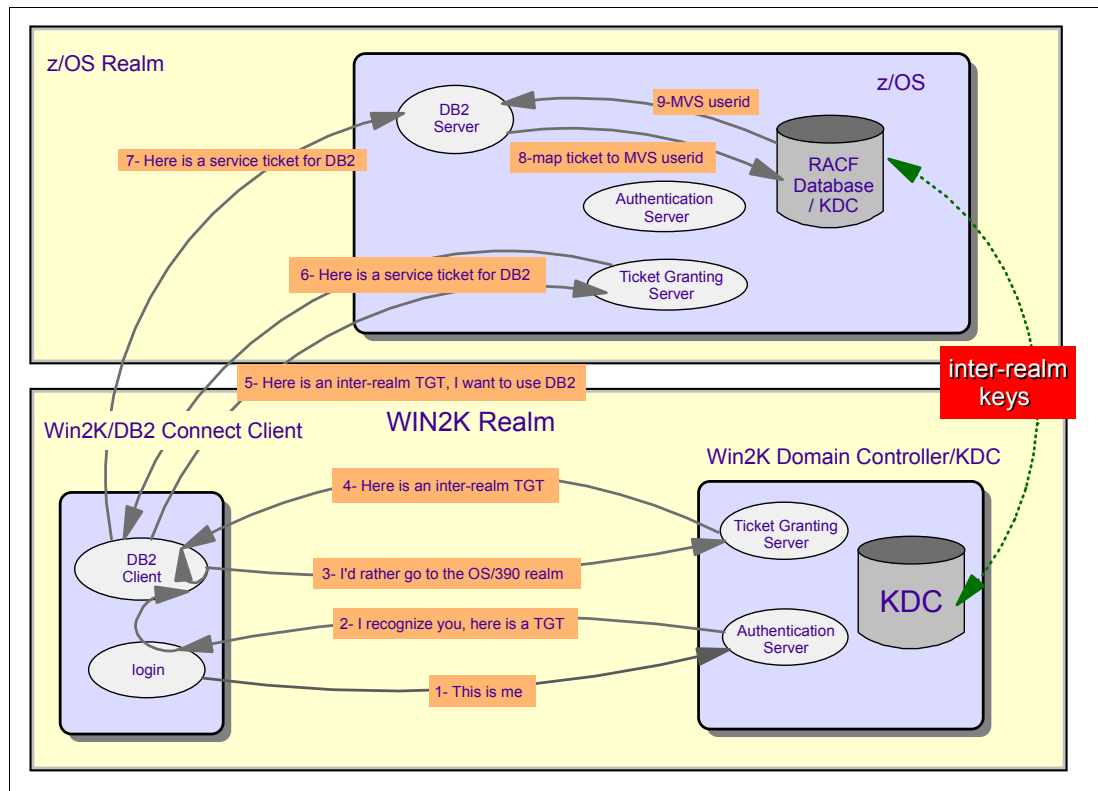 z/OS Realm
z/OS
DB2
Server
9-MVS userid
7- Here is a service ticket for DB2
8-map ticket to MVS userid
RACF
Database
/ KDC
Authentication
Server
6- Here is a service ticket for DB2
Ticket Granting
Server
5- Here is an inter-realm TGT, I want to use DB2
inter-realm
keys
WIN2K Realm
Win2K/DB2 Connect Client
Win2K Domain Controller/KDC
4- Here is an inter-realm TGT
Ticket Granting
Server
DB2
Client
3- I'd rather go to the OS/390 realm
KDC
2- I recognize you, here is a TGT
Authentication
Server
login
1- This is me